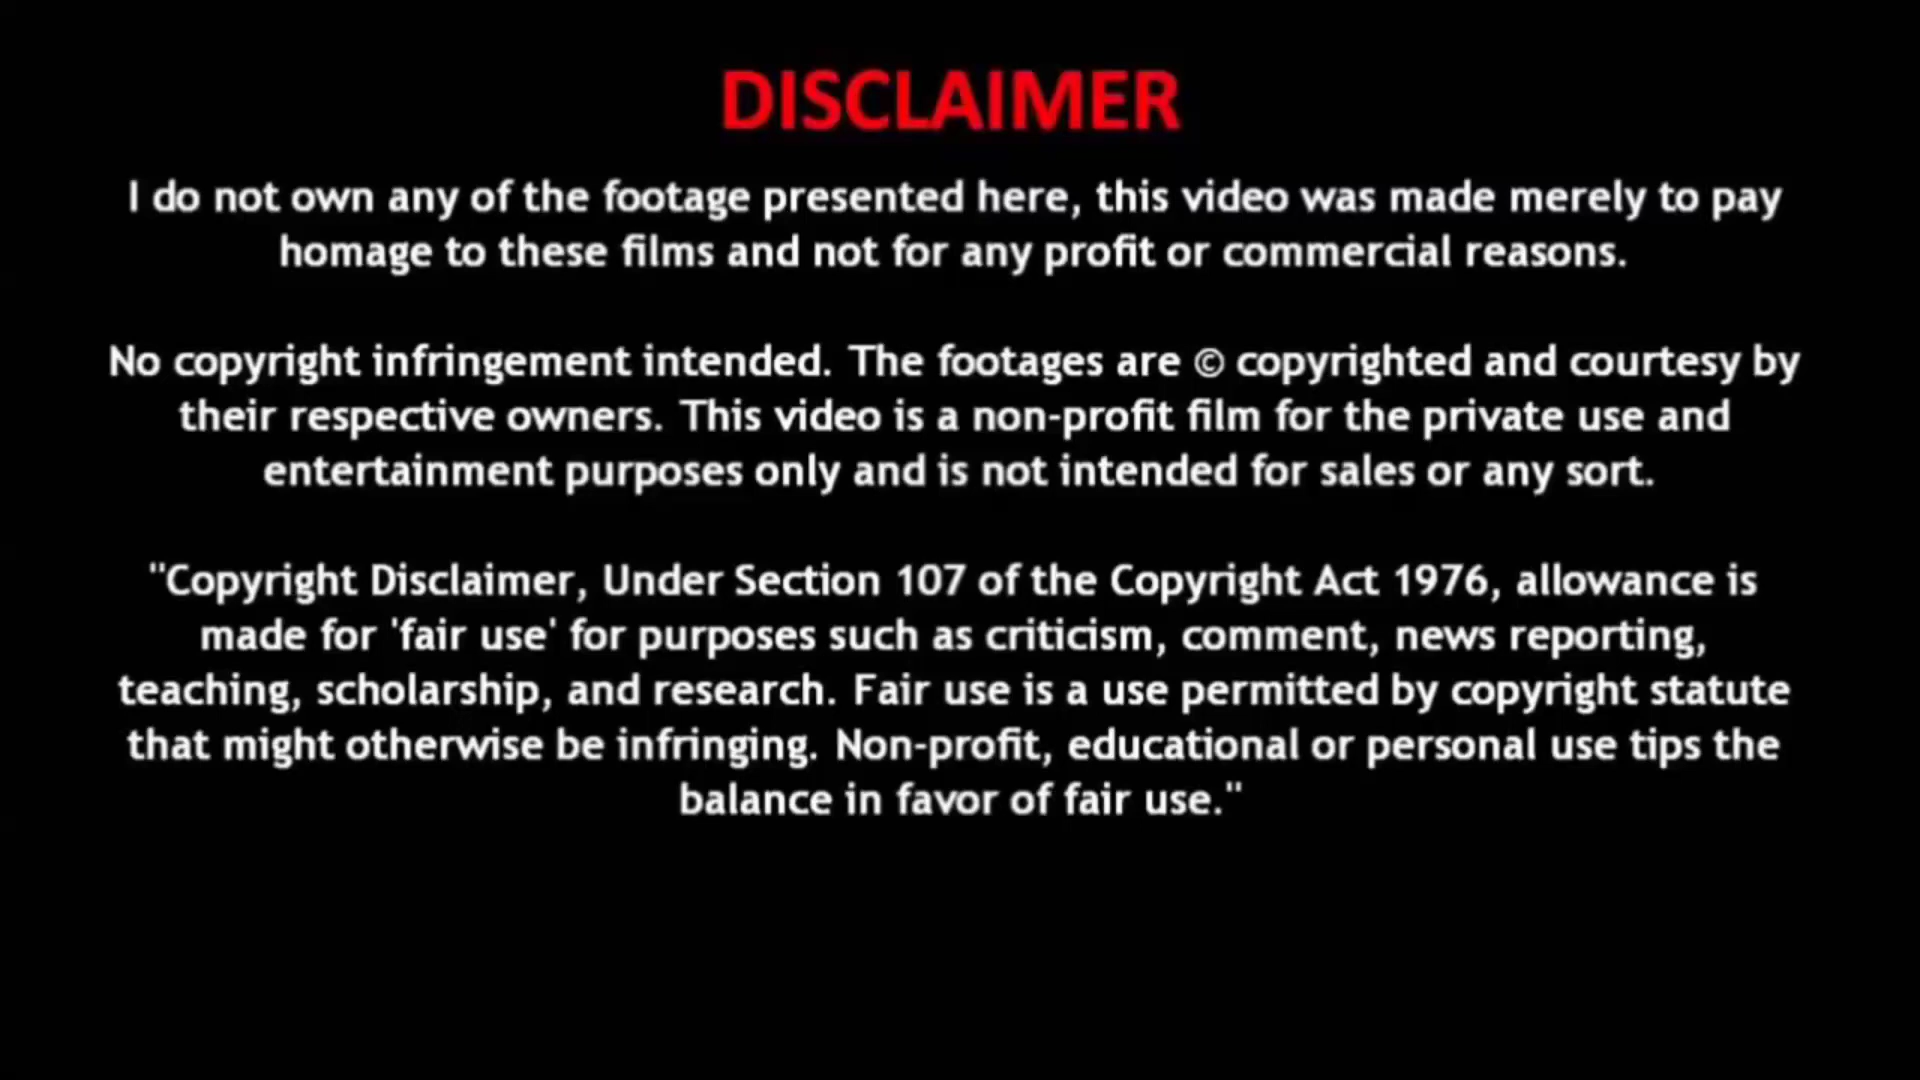 DISCLAIMER
I do not own any of the footage presented here, this video was made merely to pay
homage to these films and not for any profit or commercial reasons.
No copyright infringement intended. The footages are © copyrighted and courtesy by
their respective owners. This video is a non-profit film for the private use and
entertainment purposes only and is not intended for sales or any sort.
"Copyright Disclaimer, Under Section 107 of the Copyright Act 1976, allowance is
made for 'fair use' for purposes such as criticism, comment, news reporting,
teaching, scholarship, and research. Fair use is a use permitted by copyright statute
that might otherwise be infringing. Non-profit, educational or personal use tips the
balance in favor of fair use."